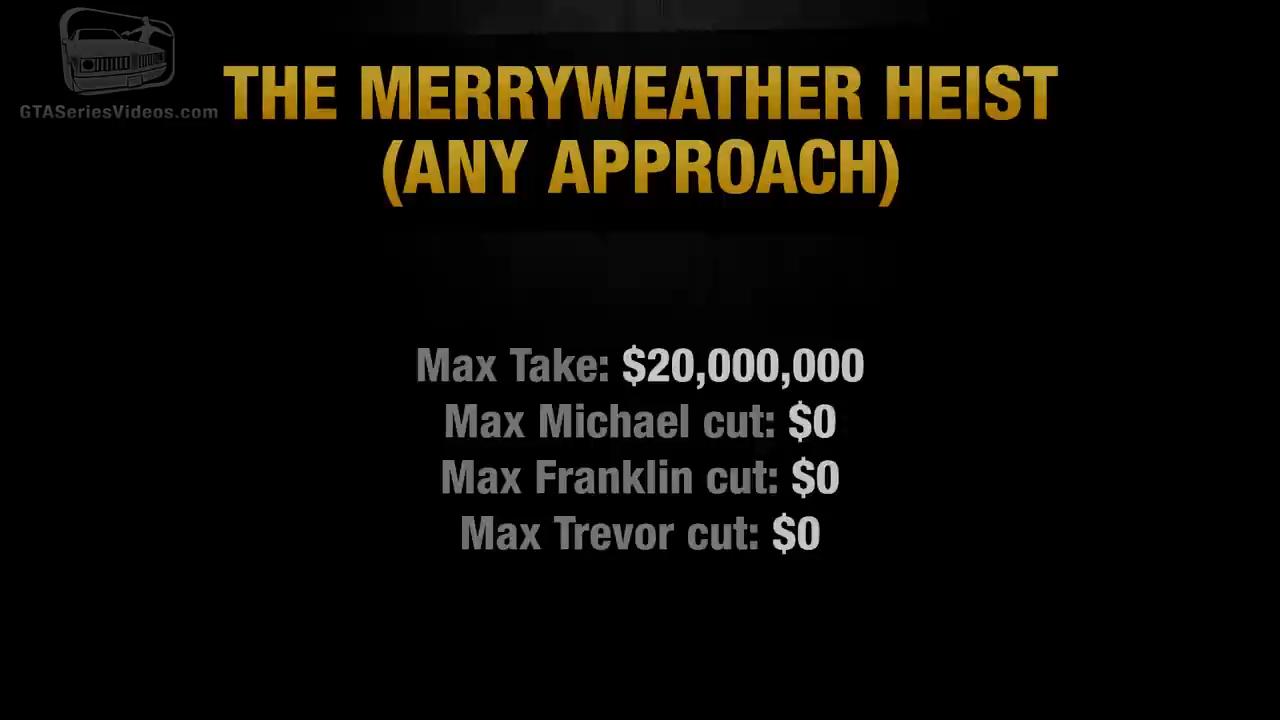 GTASeriesVideos.com
THE MERRYWEATHER HEIST
(ANY APPROACH)
Max Take: $20,000,000
Max Michael cut: $0
Max Franklin cut: $0
Max Trevor cut: $0